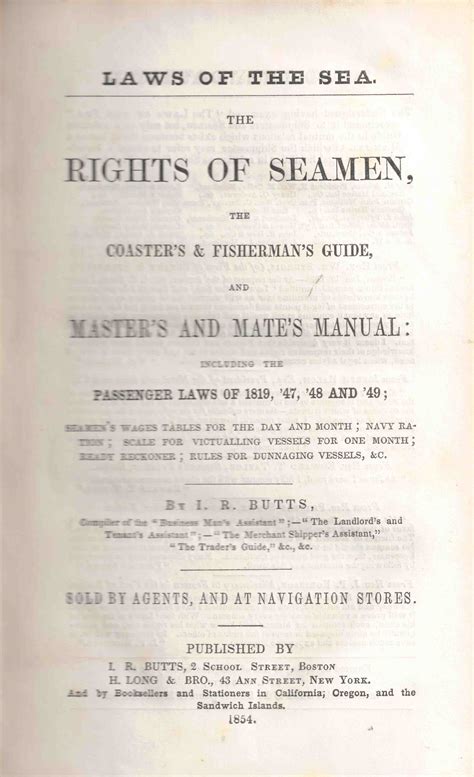 LAWS OF THE SEA.
THE
RIGHTS OF SEAMEN,
THE
COASTER'S & FISHERMAN'S GUIDE,
AND
MASTER'S AND MATE'S MANUAL:
INCLUDING THE
PASSENGER LAWS OF 1819, '47, '48 AND '49;
SEAMEN'S WAGES TABLES FOR THE DAY AND MONTH; NAVY RA-
TION; SCALE FOR VICTUALLING VESSELS FOR ONE MONTH;
READY RECKONER; RULES FOR DUNNAGING VESSELS, &C.
BY I. R. BUTTS,
Compiler of the "Business Man's Assistant";—"The Landlord's and
Tenant's Assistant";—"The Merchant Shipper's Assistant,"
"The Trader's Guide," &c., &c.
SOLD BY AGENTS, AND AT NAVIGATION STORES.
PUBLISHED BY
I. R. BUTTS, 2 SCHOOL STREET, BOSTON
H. LONG & BRO., 43 ANN STREET, NEW YORK.
And by Booksellers and Stationers in California; Oregon, and the
Sandwich Islands.
1854.